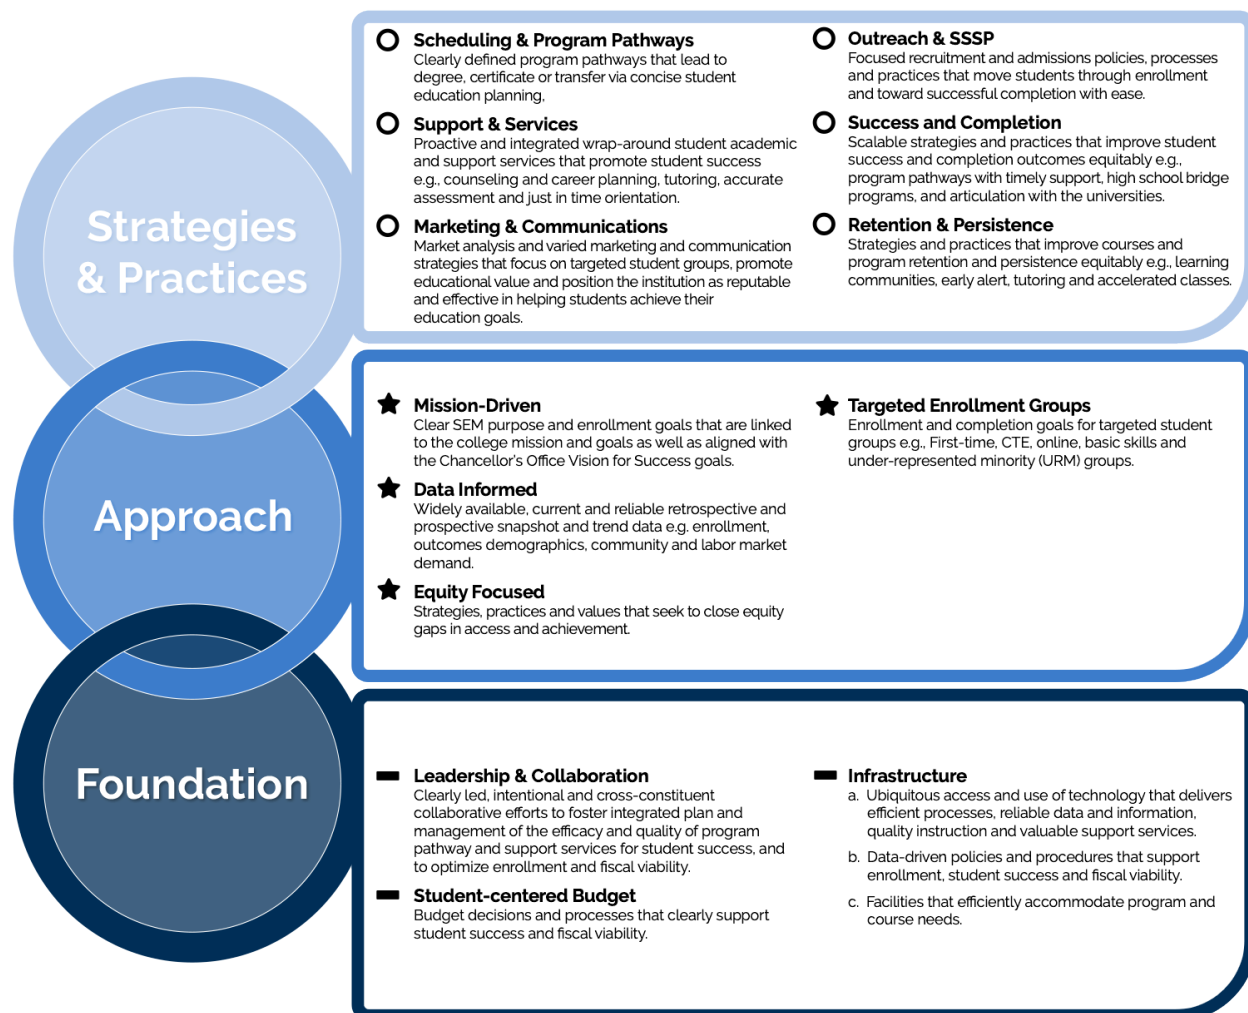 Strategies
& Practices
Scheduling & Program Pathways
Clearly defined program pathways that lead to
degree, certificate or transfer via concise student
education planning,
Support & Services
Proactive and integrated wrap-around student academic
and support services that promote student success
e.g., counseling and career planning, tutoring, accurate
assessment and just in time orientation.
Marketing & Communications
Market analysis and varied marketing and communication
strategies that focus on targeted student groups, promote
educational value and position the institution as reputable
and effective in helping students achieve their
education goals.
Outreach & SSSP
Focused recruitment and admissions policies, processes
and practices that move students through enrollment
and toward successful completion with ease.
Success and Completion
Scalable strategies and practices that improve student
success and completion outcomes equitably e.g.,
program pathways with timely support, high school bridge
programs, and articulation with the universities.
Retention & Persistence
Strategies and practices that improve courses and
program retention and persistence equitably e.g., learning
communities, early alert, tutoring and accelerated classes.
Approach
Mission-Driven
Clear SEM purpose and enrollment goals that are linked
to the college mission and goals as well as aligned with
the Chancellor's Office Vision for Success goals.
Data Informed
Widely available, current and reliable retrospective and
prospective snapshot and trend data e.g. enrollment,
outcomes demographics, community and labor market
demand.
Equity Focused
Strategies, practices and values that seek to close equity
gaps in access and achievement.
Targeted Enrollment Groups
Enrollment and completion goals for targeted student
groups e.g., First-time, CTE, online, basic skills and
under-represented minority (URM) groups.
Foundation
Leadership & Collaboration
Clearly led, intentional and cross-constituent
collaborative efforts to foster integrated plan and
management of the efficacy and quality of program
pathway and support services for student success, and
to optimize enrollment and fiscal viability.
Student-centered Budget
Budget decisions and processes that clearly support
student success and fiscal viability.
Infrastructure
a. Ubiquitous access and use of technology that delivers
efficient processes, reliable data and information,
quality instruction and valuable support services.
b. Data-driven policies and procedures that support
enrollment, student success and fiscal viability.
c. Facilities that efficiently accommodate program and
course needs.